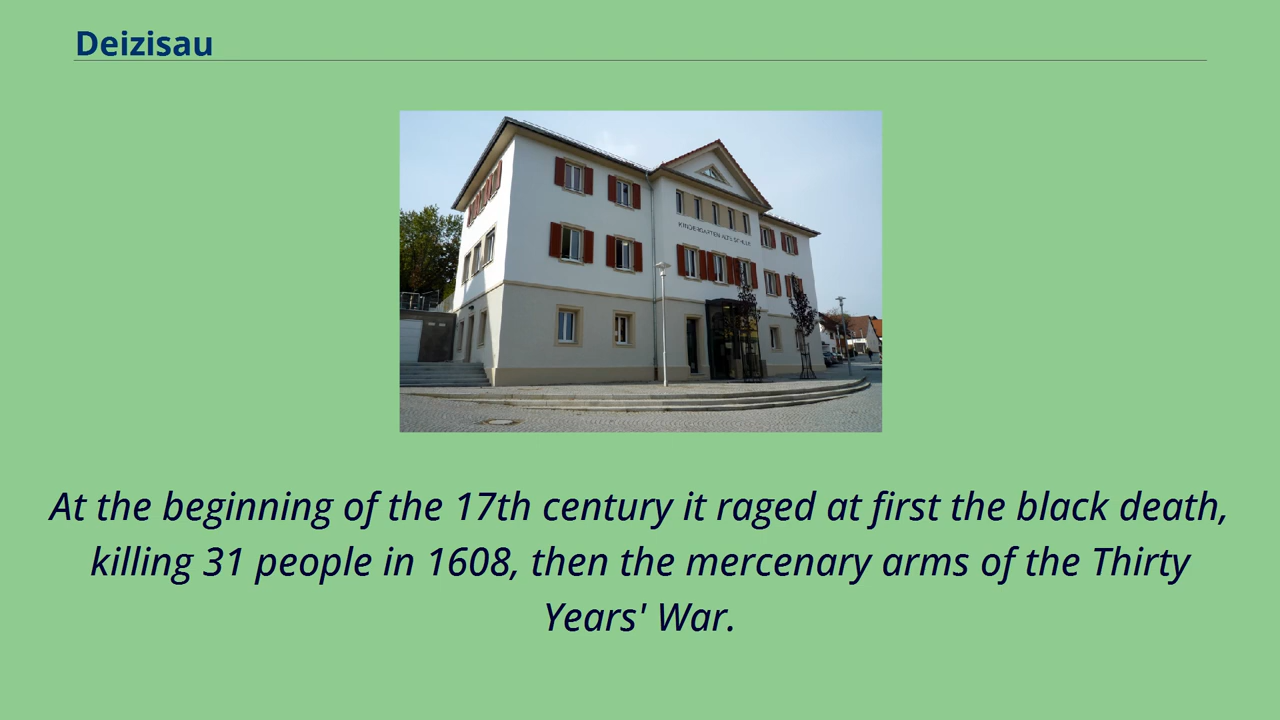 Deizisau
KINDERGARTEN ALTE SCHULE
At the beginning of the 17th century it raged at first the black death,
killing 31 people in 1608, then the mercenary arms of the Thirty
Years' War.